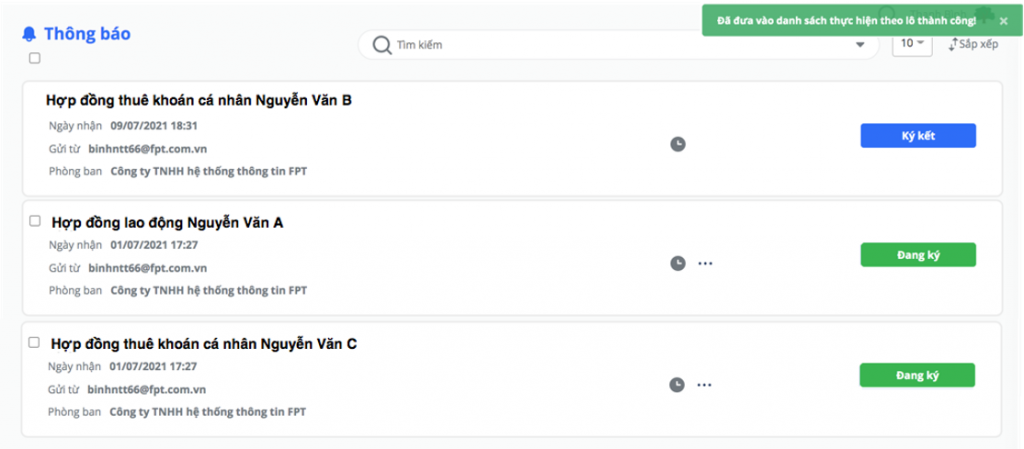 Đã đưa vào danh sách thực hiện theo lô thành công! ×
Thông báo
Tìm kiếm
10
Sắp xếp
Hợp đồng thuê khoán cá nhân Nguyễn Văn B
Ngày nhận 09/07/2021 18:31
Gửi từ binhntt66@fpt.com.vn
Phòng ban Công ty TNHH hệ thống thông tin FPT
Ký kết
Hợp đồng lao động Nguyễn Văn A
Ngày nhận 01/07/2021 17:27
Gửi từ binhntt66@fpt.com.vn
Phòng ban Công ty TNHH hệ thống thông tin FPT
Đang ký
Hợp đồng thuê khoán cá nhân Nguyễn Văn C
Ngày nhận 01/07/2021 17:27
Gửi từ binhntt66@fpt.com.vn
Phòng ban Công ty TNHH hệ thống thông tin FPT
Đang ký